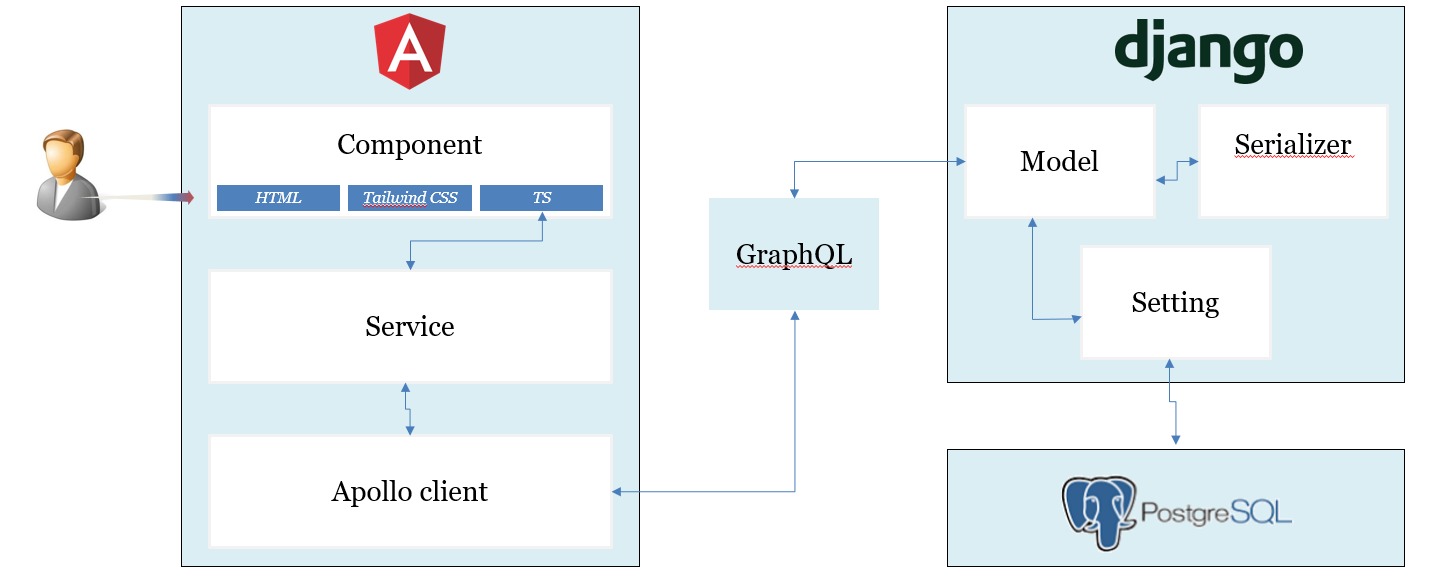 A
Component
HTML
Tailwind CSS
TS
Service
Apollo client
GraphQL
django
Model
Serializer
Setting
PostgreSQL